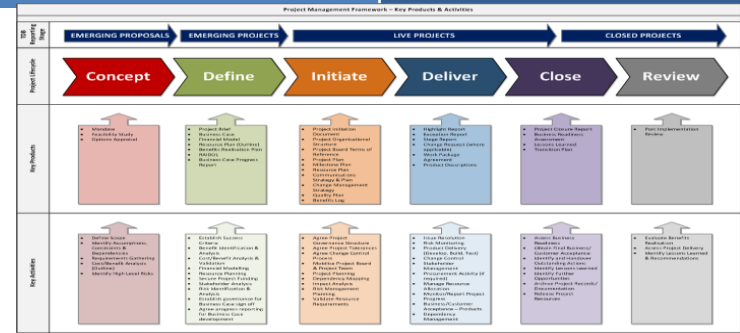 Project Management Framework – Key Products & Activities
TDB Reporting Stage
EMERGING PROPOSALS
EMERGING PROJECTS
LIVE PROJECTS
CLOSED PROJECTS
Project Lifecycle
Concept
Define
Initiate
Deliver
Close
Review
Key Products
• Mandate
• Feasibility Study
• Options Appraisal
• Project Brief
• Business Case
• Financial Model
• Resource Plan (Outline)
• Benefits Realisation Plan
• RAIDOL
• Business Case Progress
Report
• Project Initiation
Document
• Project Organisational
Structure
• Project Board Terms of
Reference
• Project Plan
• Milestone Plan
• Resource Plan
• Communications
Strategy & Plan
• Change Management
Strategy
• Quality Plan
• Benefits Log
• Highlight Report
• Exception Report
• Stage Report
• Change Request (where
applicable)
• Work Package
Agreement
• Product Descriptions
• Project Closure Report
• Business Readiness
Assessment
• Lessons Learned
• Transition Plan
• Post Implementation
Review
Key Activities
• Define Scope
• Identify Assumptions,
Constraints &
Dependencies
• Requirements Gathering
• Cost/Benefit Analysis
(Outline)
• Identify High Level Risks
• Establish Success
Criteria
• Benefit Identification &
Analysis
• Cost/Benefit Analysis &
Validation
• Financial Modelling
• Resource Planning
• Secure Project Funding
• Stakeholder Analysis
• Risk Identification &
Analysis
• Establish governance for
Business Case sign off
• Agree progress reporting
for Business Case
development
• Agree Project
Governance Structure
• Agree Project Tolerances
• Agree Change Control
Process
• Mobilise Project Board
& Project Team
• Project Planning
• Dependency Mapping
• Impact Analysis
• Risk Management
Planning
• Validate Resource
Requirements
• Issue Resolution
• Risk Monitoring
• Product Delivery
(Develop, Build, Test)
• Change Control
• Stakeholder
Management
• Procurement Activity (if
required)
• Manage Resource
Allocation
• Monitor/Report Project
Progress
• Business/Customer
Acceptance – Products
• Dependency
Management
• Assess Business
Readiness
• Obtain Final Business/
Customer Acceptance
• Identify and Handover
Outstanding Actions
• Identify Lessons Learned
• Identify Further
Opportunities
• Archive Project Records/
Documentation
• Release Project
Resources
• Evaluate Benefits
Realisation
• Assess Project Delivery
• Identify Lessons Learned
& Recommendations